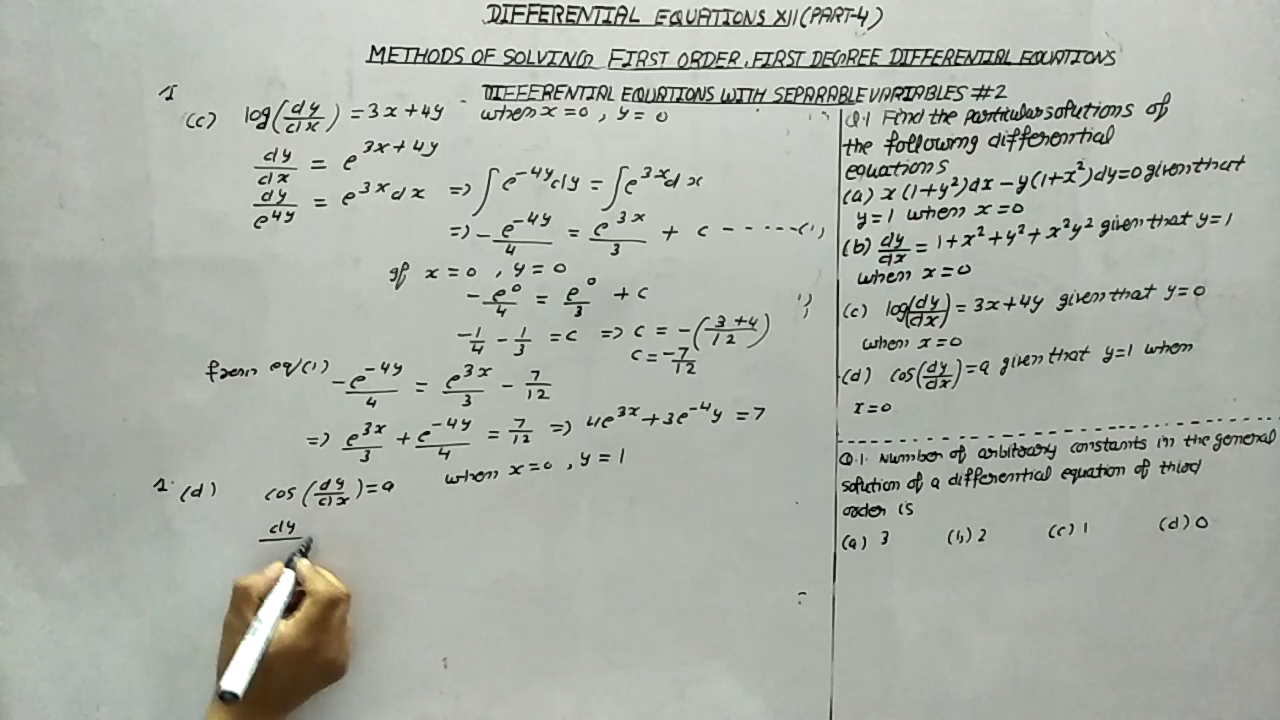 DIFFERENTIAL EQUATIONS XII (PART-4)
METHODS OF SOLVING FIRST ORDER, FIRST DEGREE DIFFERENTIAL EQUATIONS
DIFFERENTIAL EQUATIONS WITH SEPARABLE VARIABLES #2
1
(c) log(dy/dx) = 3x+4y when x=0, y=0
dy/dx = e^{3x+4y}
dy/e^{4y} = e^{3x}dx => ∫e^{-4y}dy = ∫e^{3x}dx
=> -e^{-4y}/4 = e^{3x}/3 + c -----(1)
If x=0, y=0
-e^0/4 = e^0/3 + c
-1/4 - 1/3 = c => c = -(3+4/12)
c = -7/12
from eq(1) -e^{-4y}/4 = e^{3x}/3 - 7/12
=> e^{3x}/3 + e^{-4y}/4 = 7/12 => 4e^{3x}+3e^{-4y} = 7
1. (d) cos(dy/dx) = a when x=0, y=1
dy
Q.1 Find the particular solutions of
the following differential
equations
(a) x(1+y²)dx-y(1+x²)dy=0 given that
y=1 when x=0
(b) dy/dx = 1+x²+y²+x²y² given that y=1
when x=0
(c) log(dy/dx) = 3x+4y given that y=0
when x=0
(d) cos(dy/dx) = a given that y=1 when
x=0
Q.1. Number of arbitrary constants in the general
solution of a differential equation of third
order is
(a) 3 (b) 2 (c) 1 (d) 0